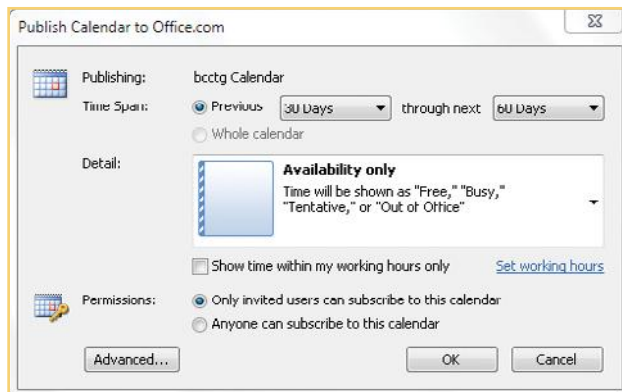 Publish Calendar to Office.com
Publishing: bcctg Calendar
Time Span: Previous 30 Days through next 60 Days
Whole calendar
Detail: Availability only
Time will be shown as "Free," "Busy,"
"Tentative," or "Out of Office"
Show time within my working hours only Set working hours
Permissions: Only invited users can subscribe to this calendar
Anyone can subscribe to this calendar
Advanced... OK Cancel